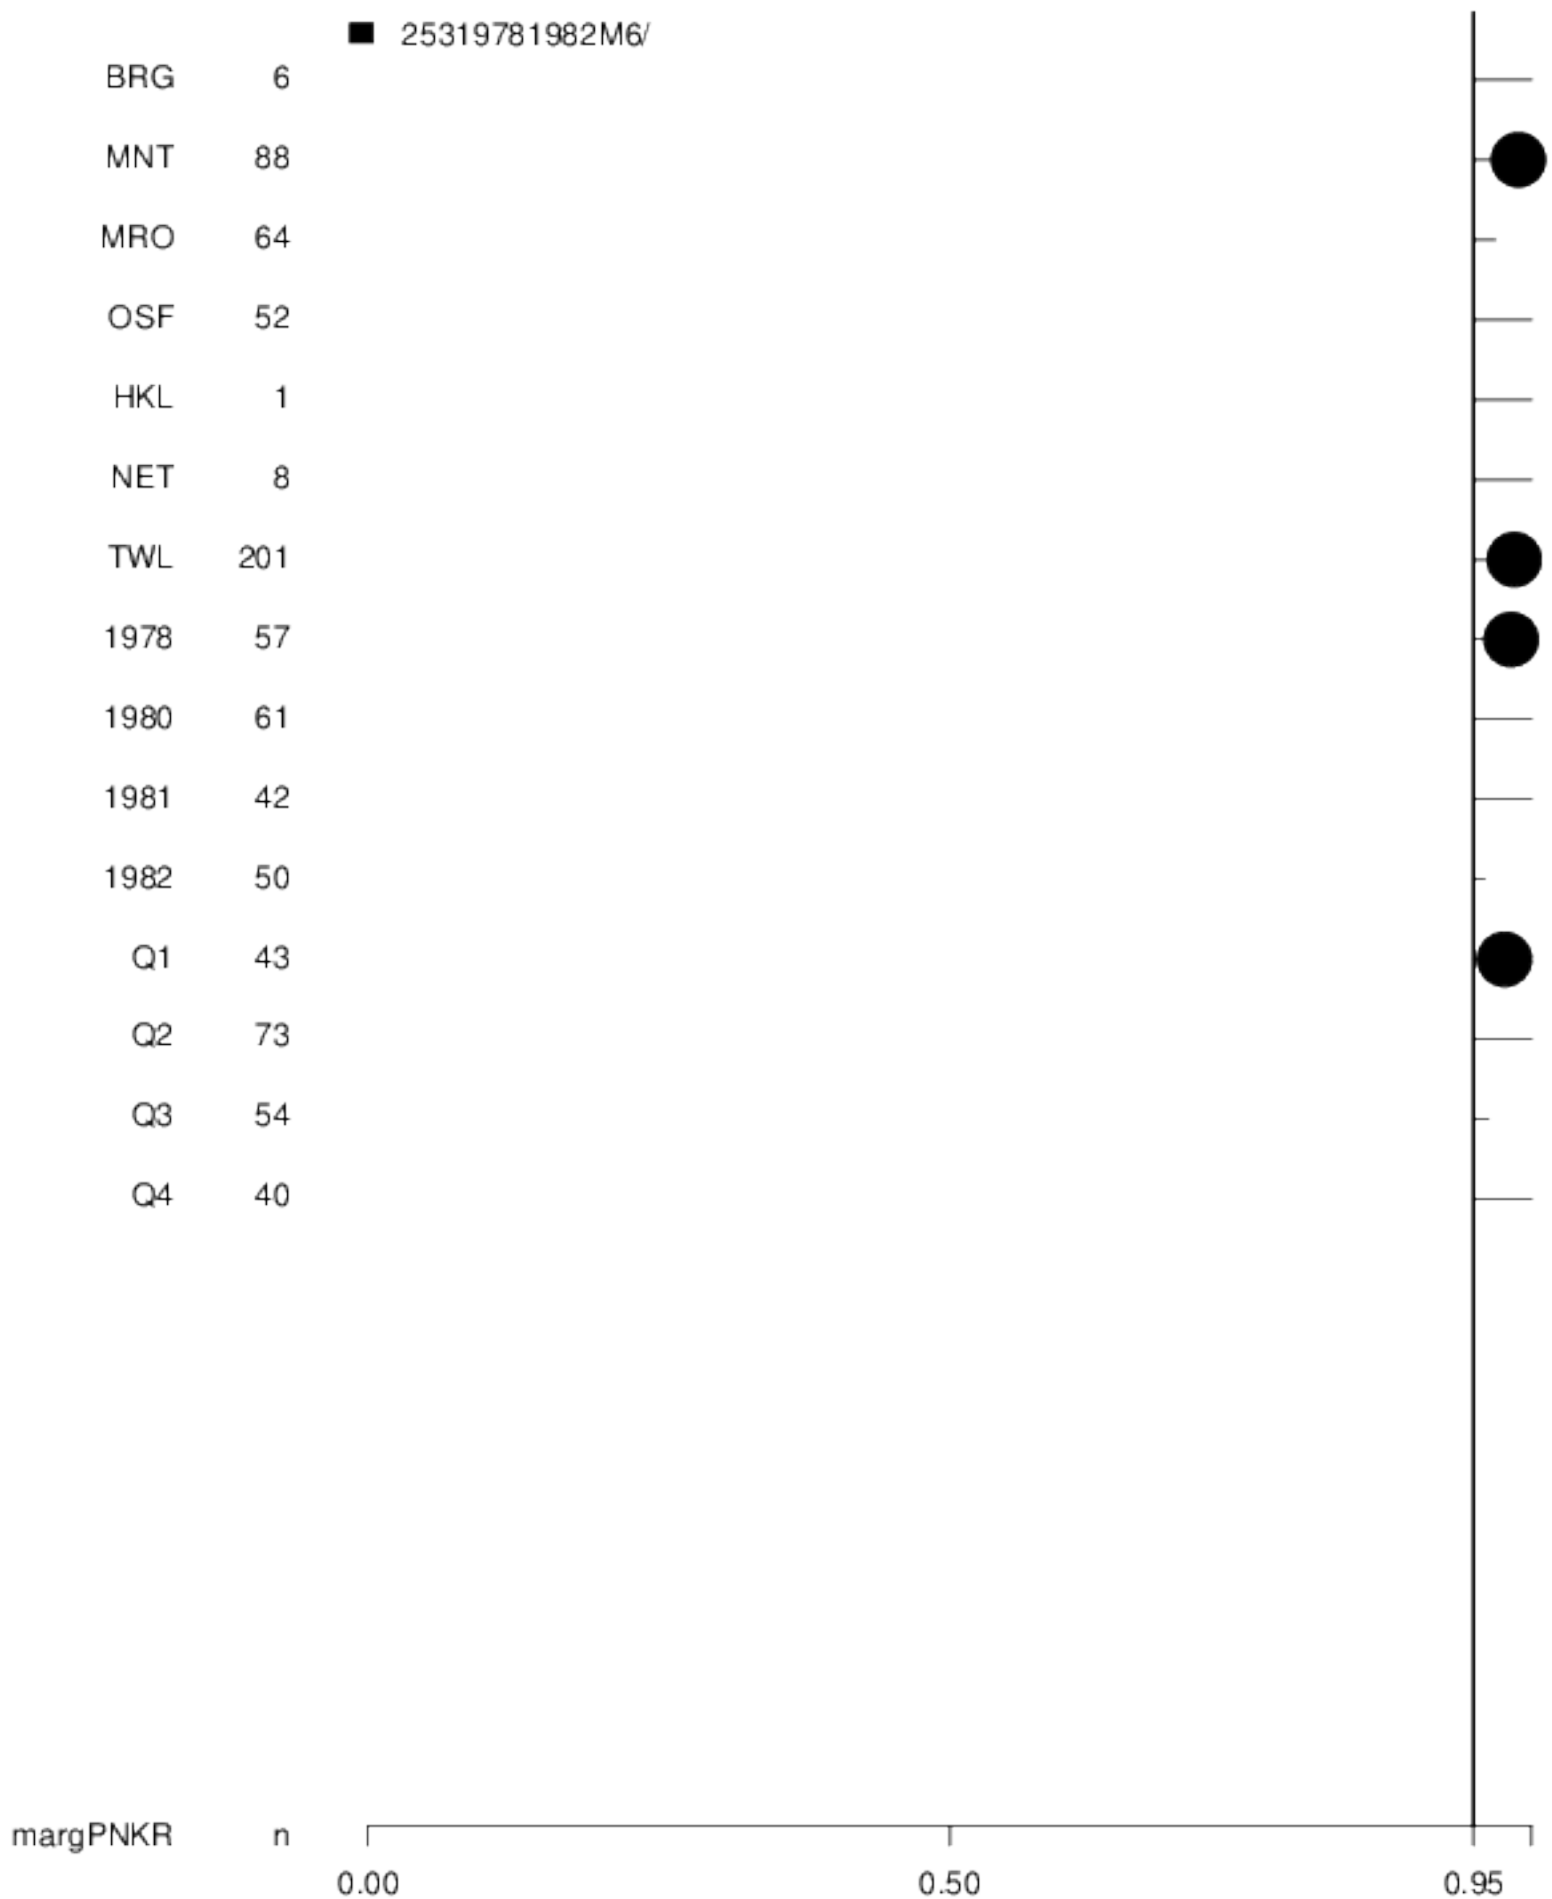 25319781982M6/
BRG 6
MNT 88
MRO 64
OSF 52
HKL 1
NET 8
TWL 201
1978 57
1980 61
1981 42
1982 50
Q1 43
Q2 73
Q3 54
Q4 40
margPNKR n
0.00 0.50 0.95